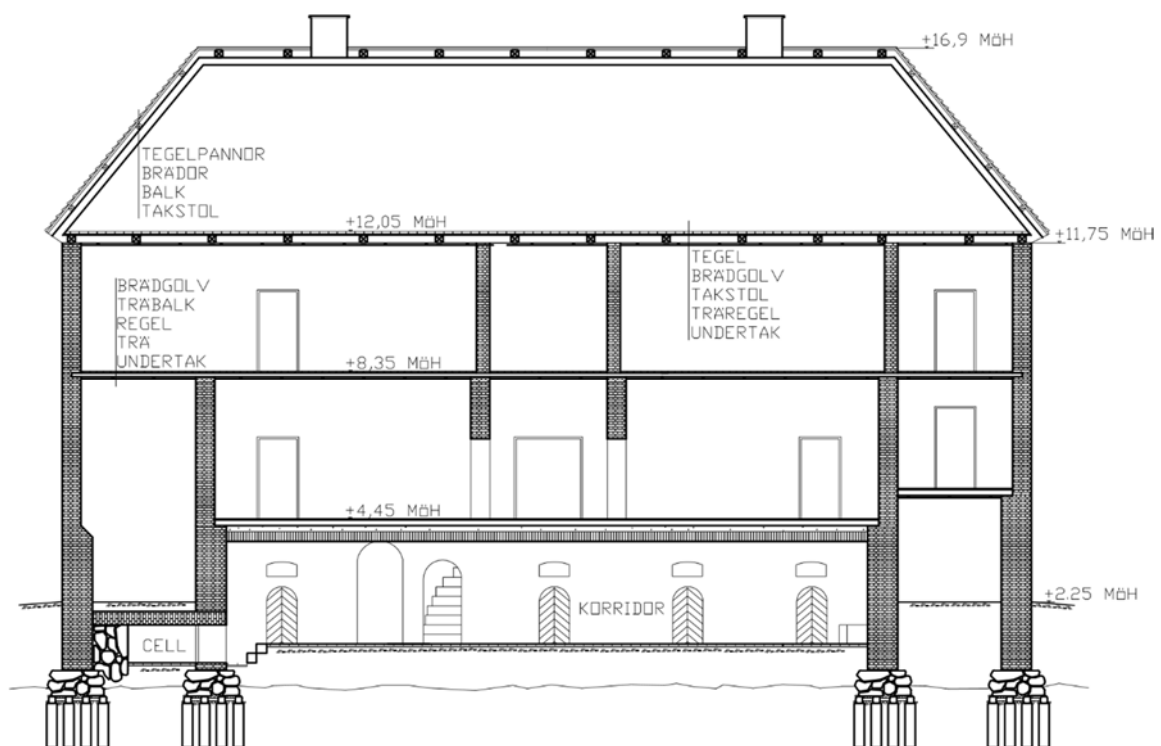 +16,9 MöH
TEGELPANNOR
BRÄDOR
BALK
TAKSTOL
+12,05 MöH
+11,75 MöH
TEGEL
BRÄDGOLV
TAKSTOL
TRÄREGEL
UNDERTAK
BRÄDGOLV
TRÄBALK
REGEL
TRÄ
UNDERTAK
+8,35 MöH
+4,45 MöH
+2.25 MöH
KORRIDOR
CELL